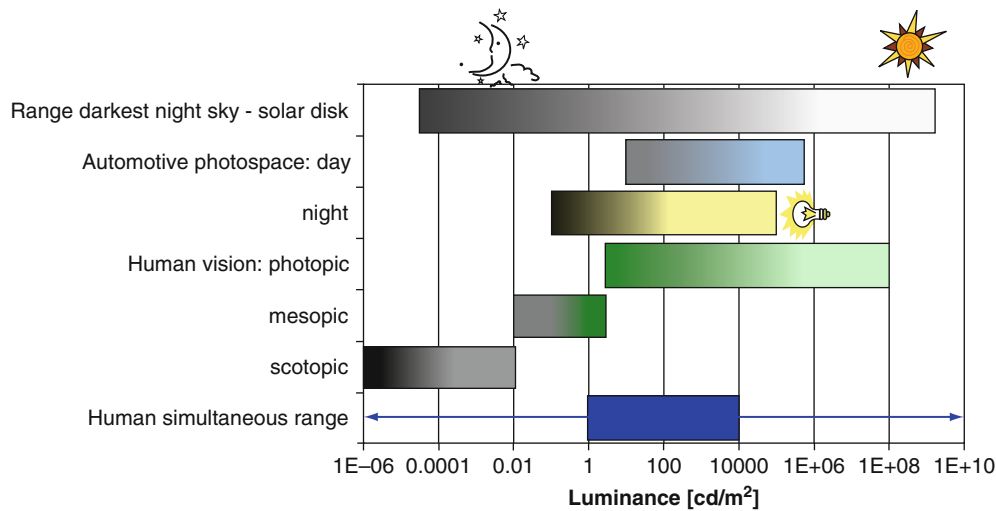 Range darkest night sky - solar disk
Automotive photospace: day
night
Human vision: photopic
mesopic
scotopic
Human simultaneous range
1E−06 0.0001 0.01 1 100 10000 1E+06 1E+08 1E+10
Luminance [cd/m²]